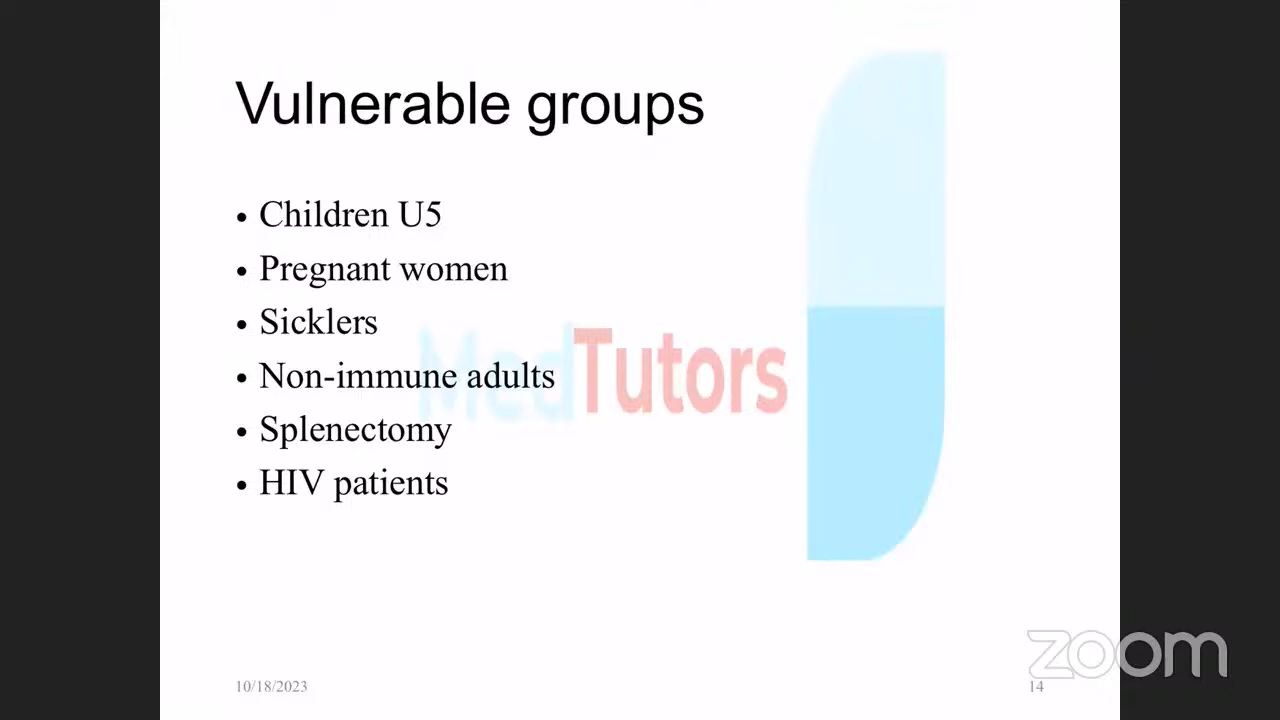 Vulnerable groups
• Children U5
• Pregnant women
• Sicklers
• Non-immune adults
• Splenectomy
• HIV patients
MedTutors
zoom
10/18/2023
14